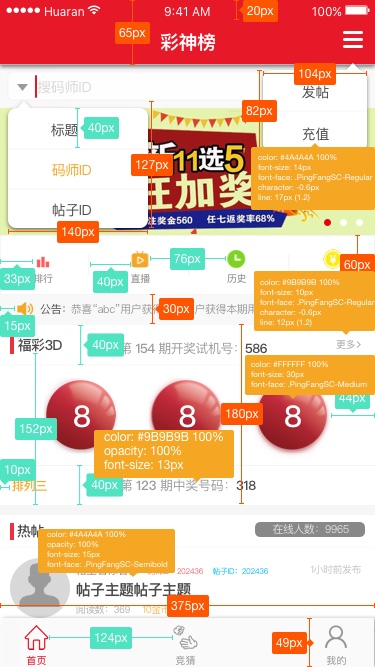 Huaran 9:41 AM 100%
65px
20px
彩神榜
104px
搜码师ID
发帖
82px
标题
40px
充值
127px
码师ID
帖子ID
140px
11选5
狂加奖
注奖金560 任七返奖率68%
color: #4A4A4A 100%
font-size: 14px
font-face: .PingFangSC-Regular
character: -0.6px
line: 17px (1.2)
33px
排行
40px
直播
76px
历史
60px
color: #9B9B9B 100%
font-size: 10px
font-face: .PingFangSC-Regular
character: -0.6px
line: 12px (1.2)
公告：恭喜“abc”用户获
30px
户获得本期用
15px
福彩3D
40px
第 154 期开奖试机号： 586
更多>
color: #FFFFFF 100%
font-size: 30px
font-face: .PingFangSC-Medium
44px
8
8
8
180px
152px
color: #9B9B9B 100%
opacity: 100%
font-size: 13px
10px
排列三
40px
第 123 期中奖号码： 318
热帖
在线人数：9965
color: #4A4A4A 100%
opacity: 100%
font-size: 15px
font-face: .PingFangSC-Semibold
202436 帖子ID：202436
1小时前发布
帖子主题帖子主题
阅读数：369 10金币
375px
124px
49px
首页
竞猜
我的